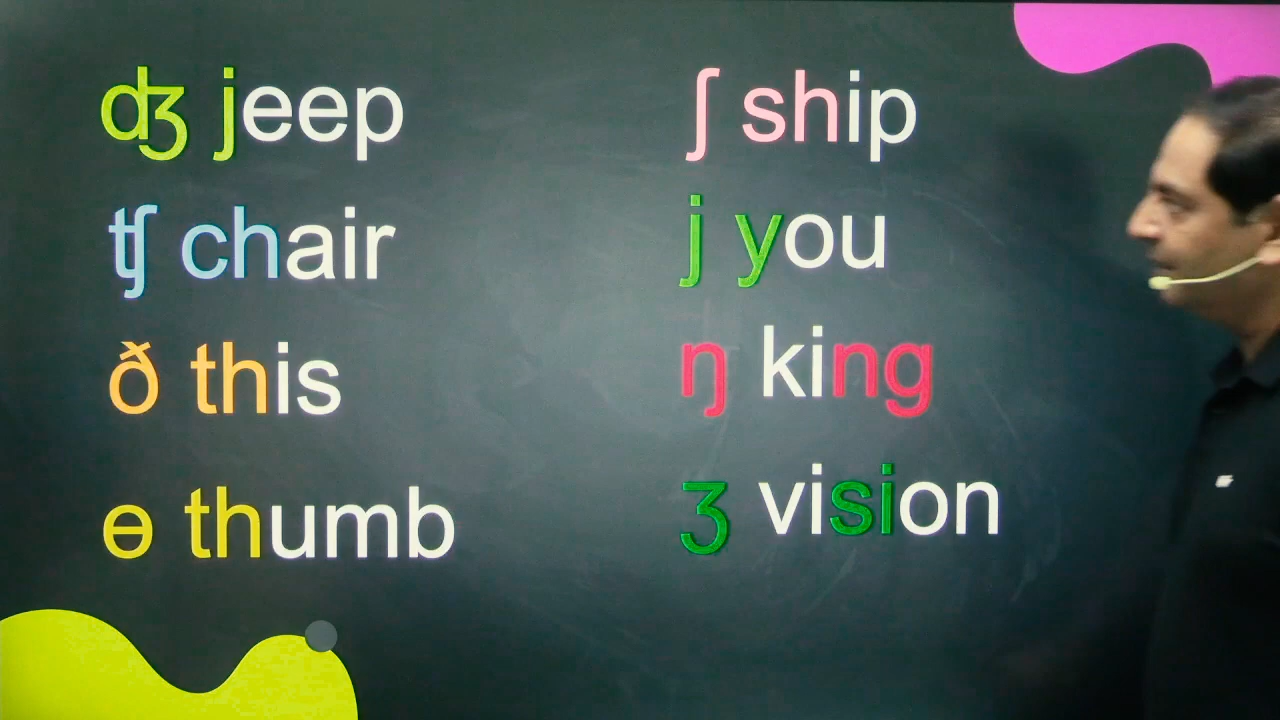 ʤ jeep
ʧ chair
ð this
ɵ thumb
ʃ ship
j you
ŋ king
ʒ vision